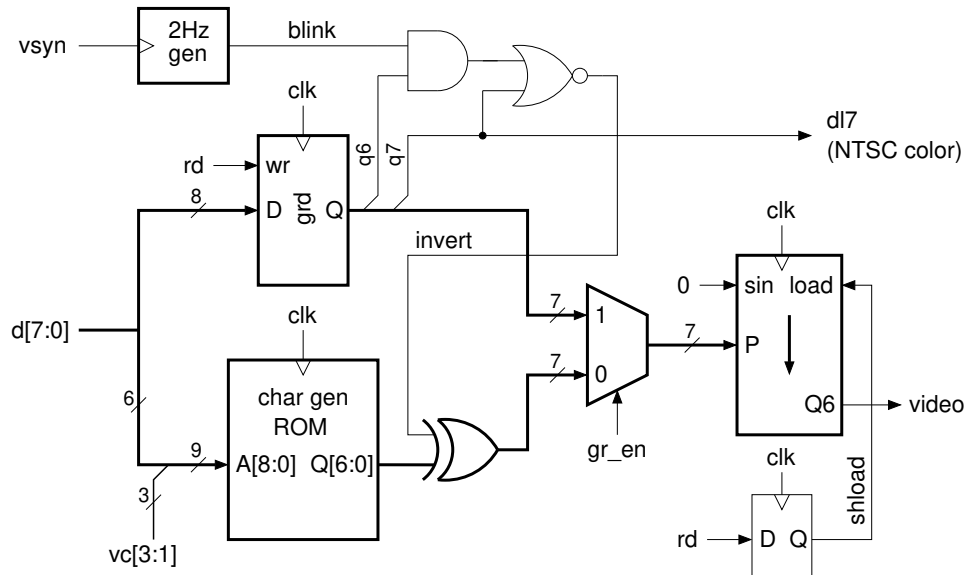 vsyn
2Hz
gen
blink
clk
rd
wr
q6
q7
dl7
(NTSC color)
8
D
grd
Q
invert
clk
0
sin
load
7
1
d[7:0]
clk
7
P
7
0
6
char gen
ROM
Q6
video
gr_en
9
A[8:0]
Q[6:0]
clk
shload
3
vc[3:1]
rd
D
Q